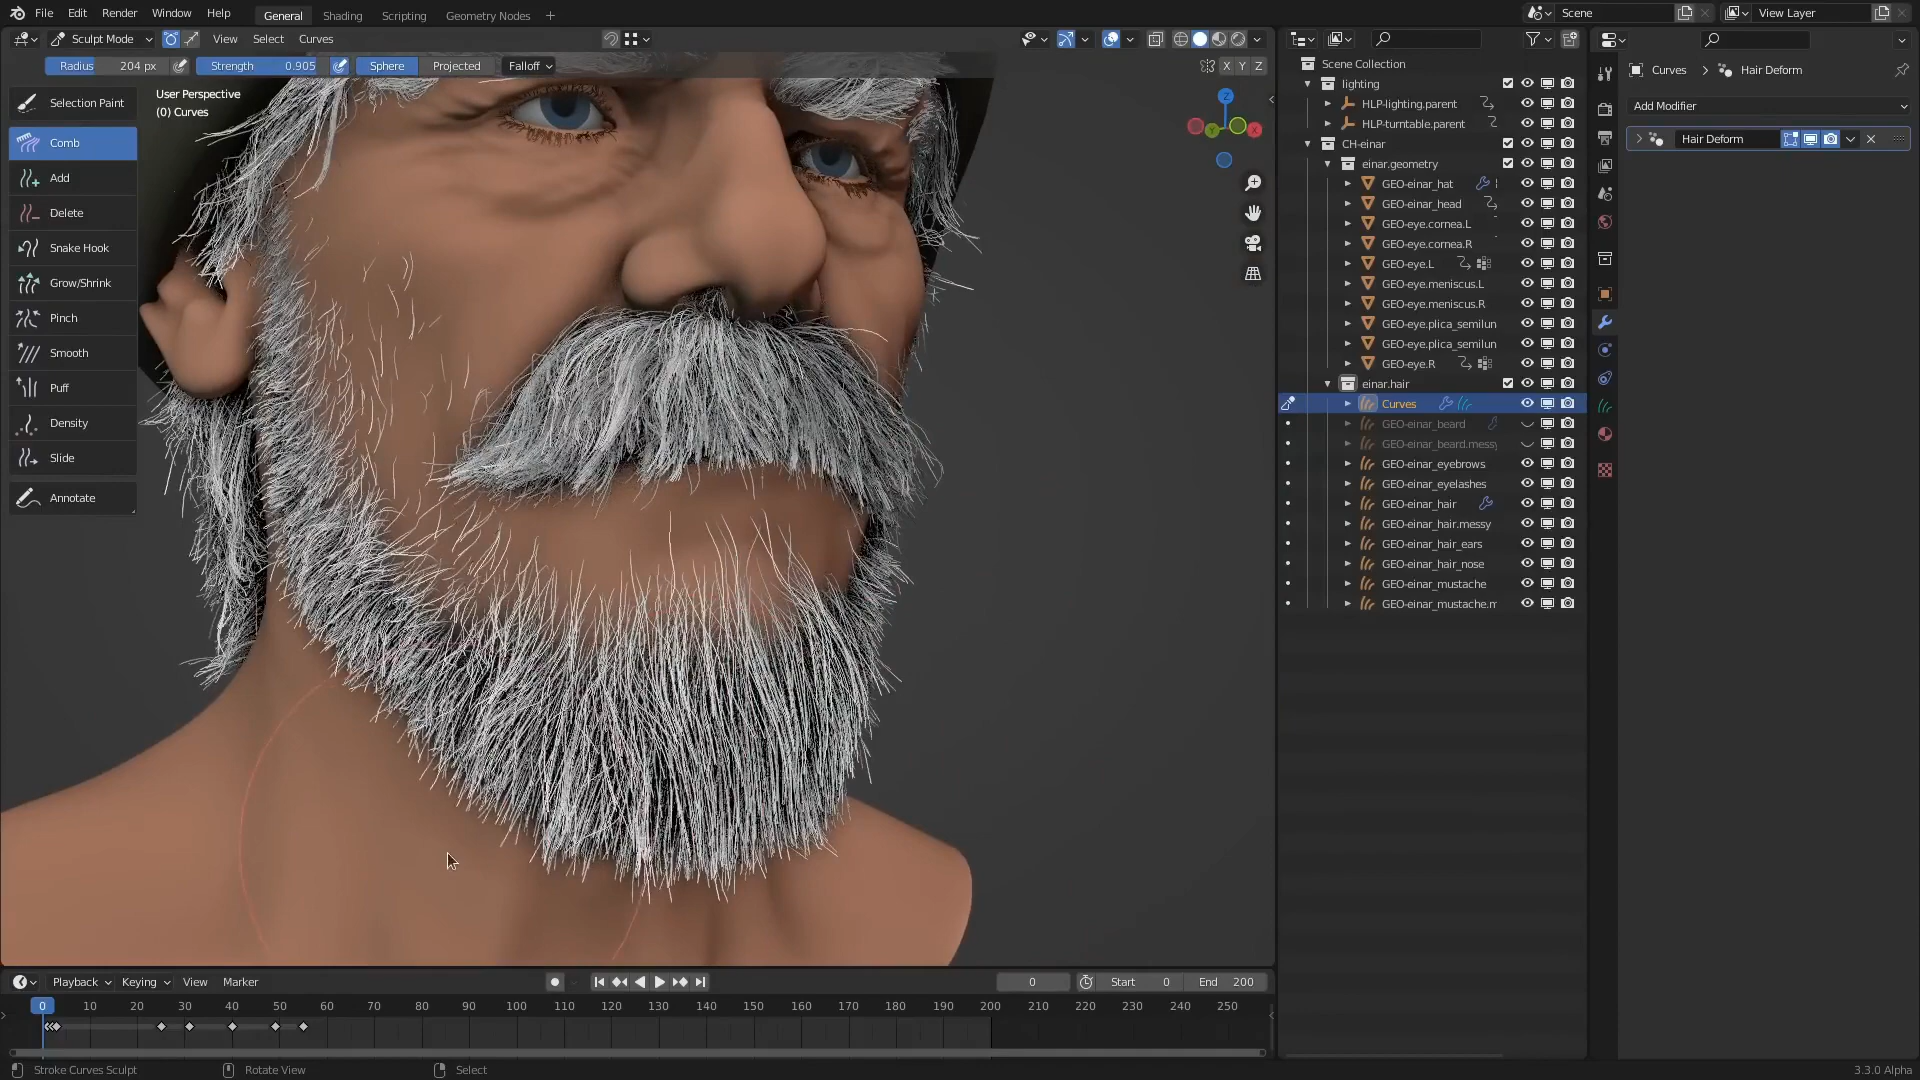 File Edit Render Window Help General Shading Scripting Geometry Nodes + Scene View Layer
Sculpt Mode View Select Curves
Radius 204 px Strength 0.905 Sphere Projected Falloff X Y Z
User Perspective
(0) Curves
Selection Paint
Comb
Add
Delete
Snake Hook
Grow/Shrink
Pinch
Smooth
Puff
Density
Slide
Annotate
Z
Y
X
Scene Collection
lighting
HLP-lighting.parent
HLP-turntable.parent
CH-einar
einar.geometry
GEO-einar_hat
GEO-einar_head
GEO-eye.cornea.L
GEO-eye.cornea.R
GEO-eye.L
GEO-eye.meniscus.L
GEO-eye.meniscus.R
GEO-eye.plica_semilun
GEO-eye.plica_semilun
GEO-eye.R
einar.hair
Curves
GEO-einar_beard
GEO-einar_beard.messy
GEO-einar_eyebrows
GEO-einar_eyelashes
GEO-einar_hair
GEO-einar_hair.messy
GEO-einar_hair_ears
GEO-einar_hair_nose
GEO-einar_mustache
GEO-einar_mustache.m
Curves > Hair Deform
Add Modifier
Hair Deform
Playback Keying View Marker 0 Start 0 End 200
0 10 20 30 40 50 60 70 80 90 100 110 120 130 140 150 160 170 180 190 200 210 220 230 240 250
Stroke Curves Sculpt Rotate View Select 3.3.0 Alpha